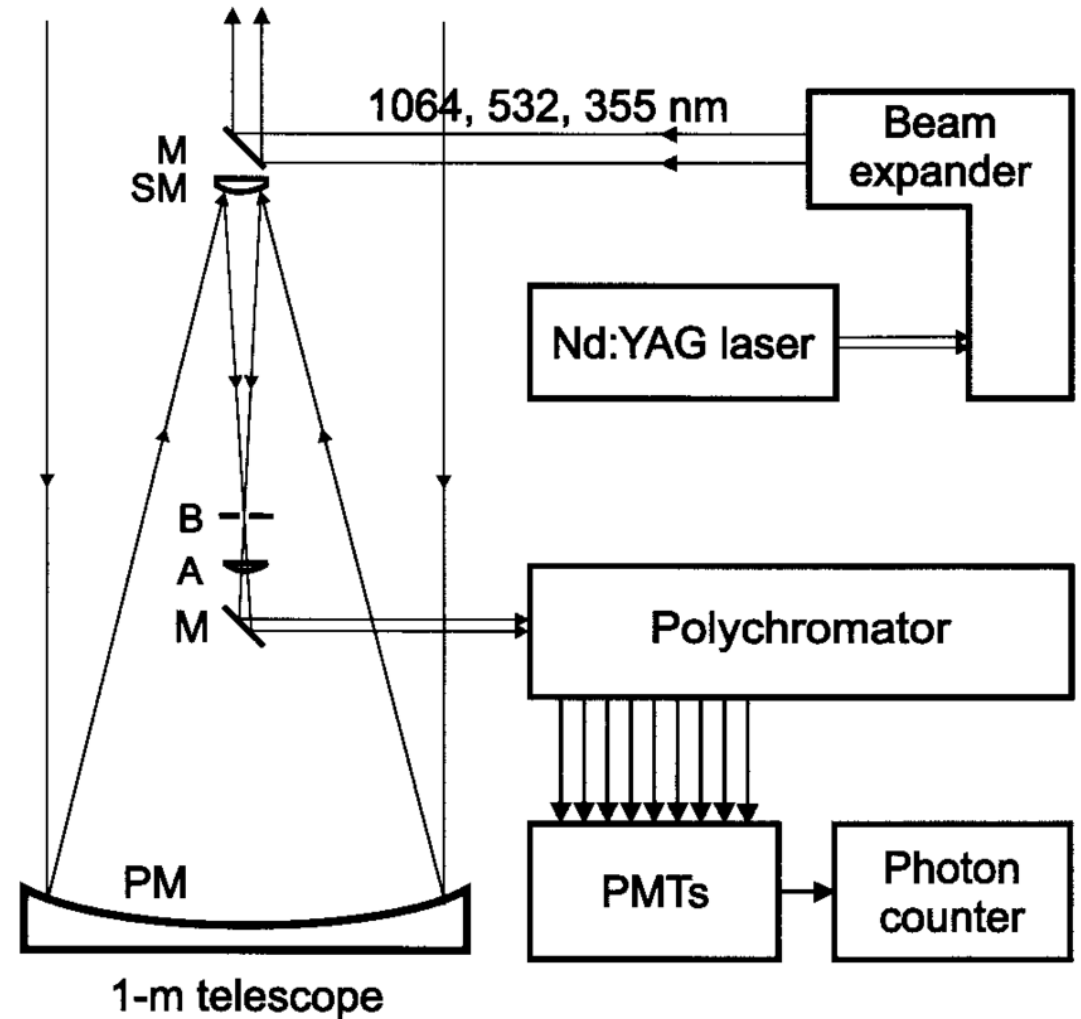 1064, 532, 355 nm
Beam
expander
M
SM
Nd:YAG laser
B
A
M
Polychromator
PM
PMTs
Photon
counter
1-m telescope